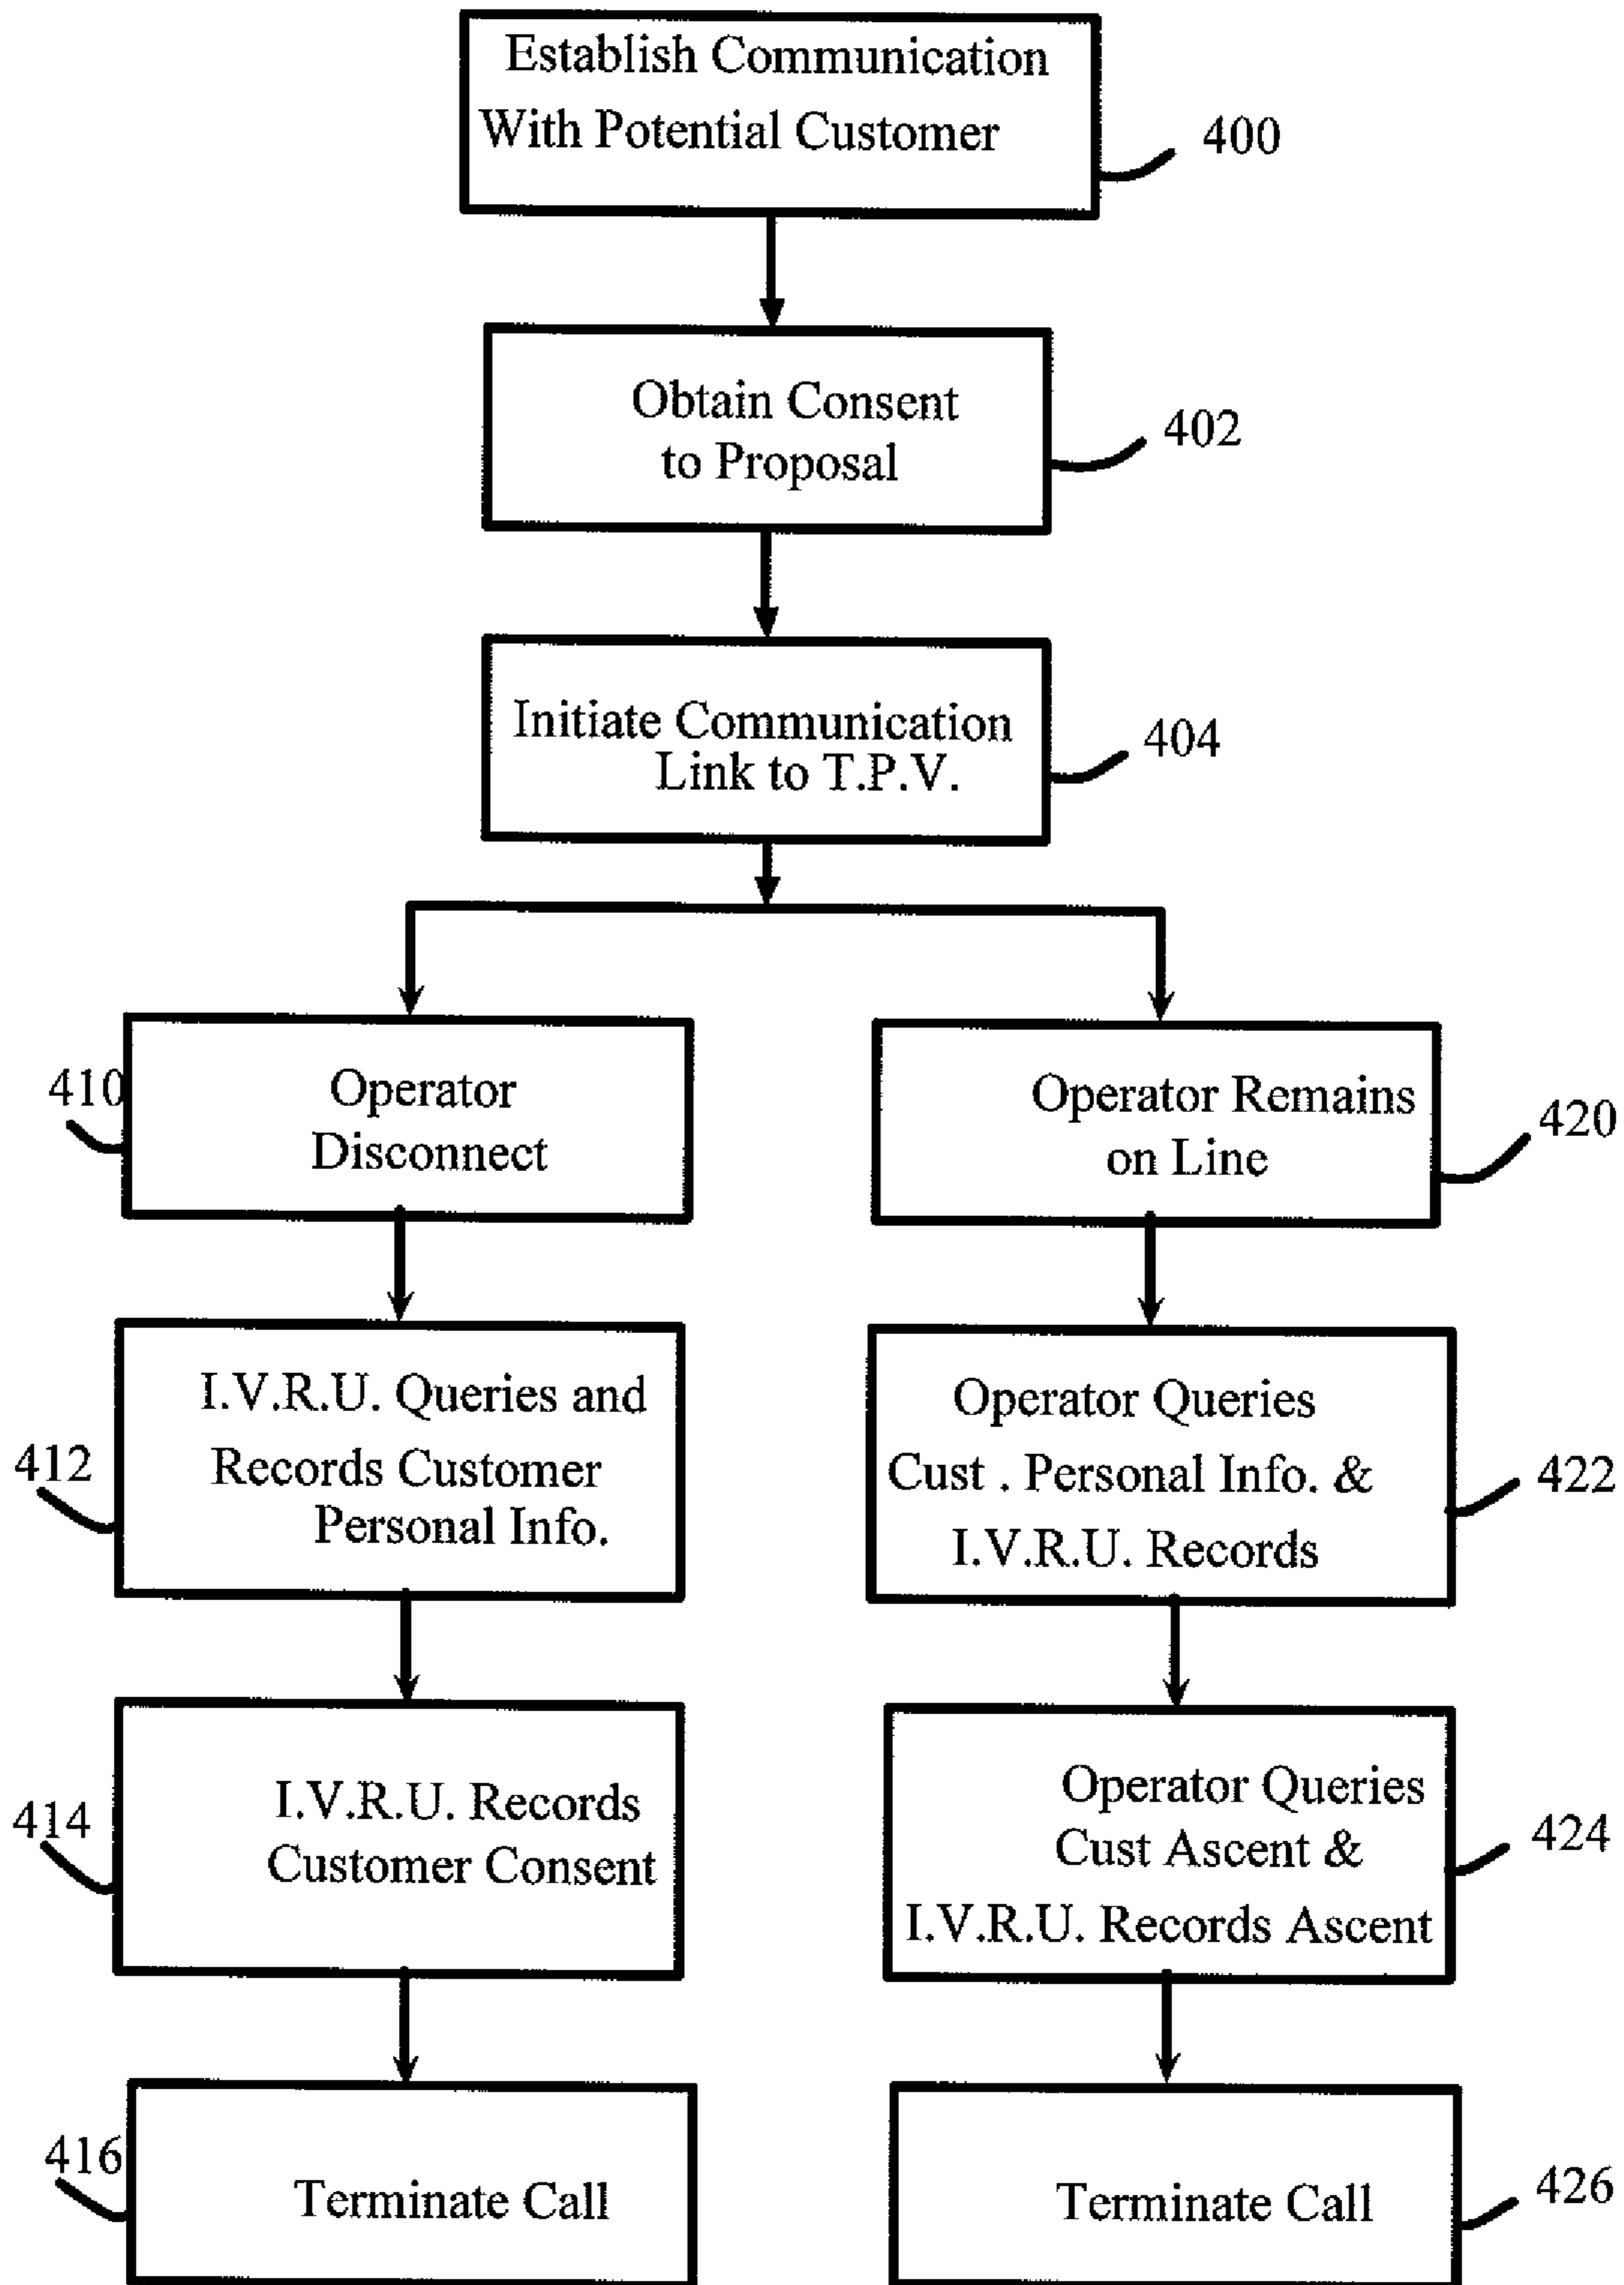 Establish Communication
With Potential Customer
400
Obtain Consent
to Proposal
402
Initiate Communication
Link to T.P.V.
404
410
Operator
Disconnect
Operator Remains
on Line
420
412
I.V.R.U. Queries and
Records Customer
Personal Info.
Operator Queries
Cust . Personal Info. &
I.V.R.U. Records
422
414
I.V.R.U. Records
Customer Consent
Operator Queries
Cust Ascent &
I.V.R.U. Records Ascent
424
416
Terminate Call
Terminate Call
426